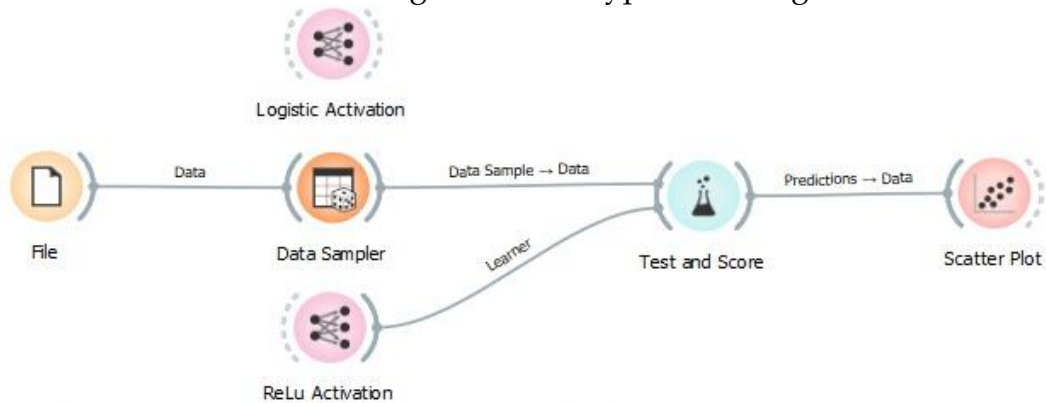 Logistic Activation
Data
Data Sample → Data
Predictions → Data
File
Data Sampler
Learner
Test and Score
Scatter Plot
ReLu Activation